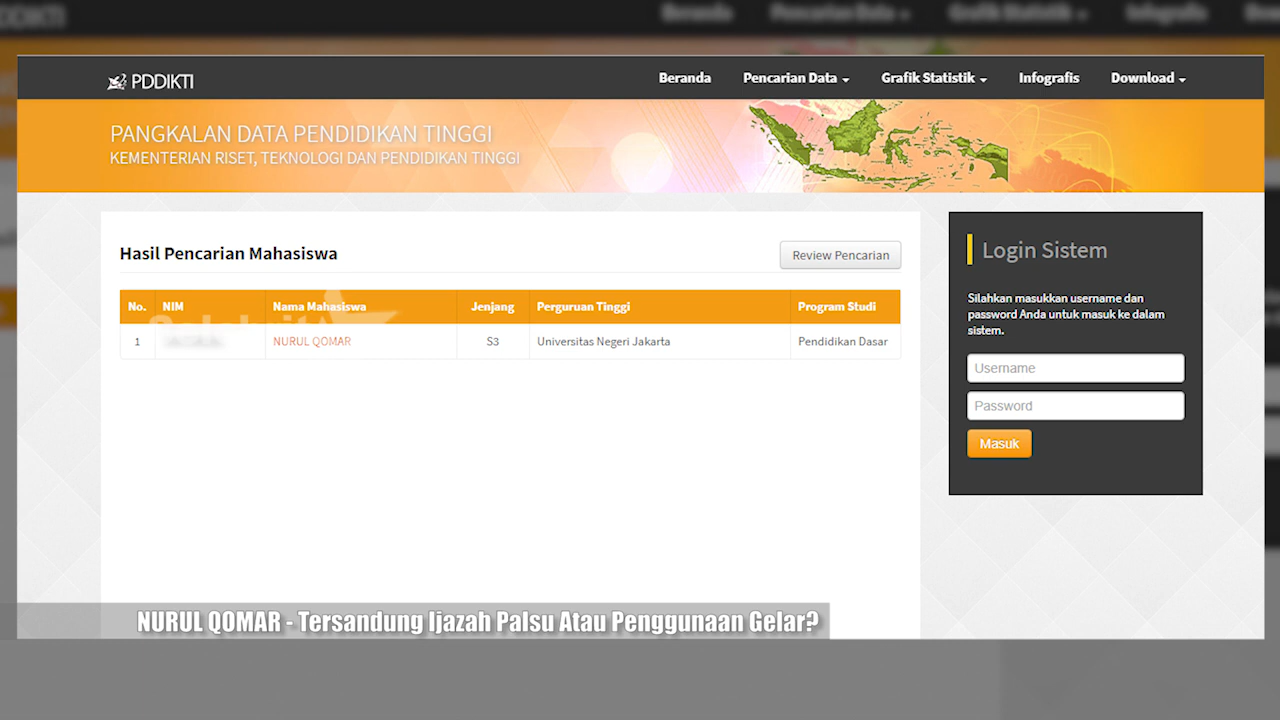 Beranda
PDDIKTI
Beranda Pencarian Data Grafik Statistik Infografis Download
PANGKALAN DATA PENDIDIKAN TINGGI
KEMENTERIAN RISET, TEKNOLOGI DAN PENDIDIKAN TINGGI
Hasil Pencarian Mahasiswa
Review Pencarian
No. NIM Nama Mahasiswa Jenjang Perguruan Tinggi Program Studi
1 NURUL QOMAR S3 Universitas Negeri Jakarta Pendidikan Dasar
Login Sistem
Silahkan masukkan username dan
password Anda untuk masuk ke dalam
sistem.
Username
Password
Masuk
NURUL QOMAR - Tersandung Ijazah Palsu Atau Penggunaan Gelar?